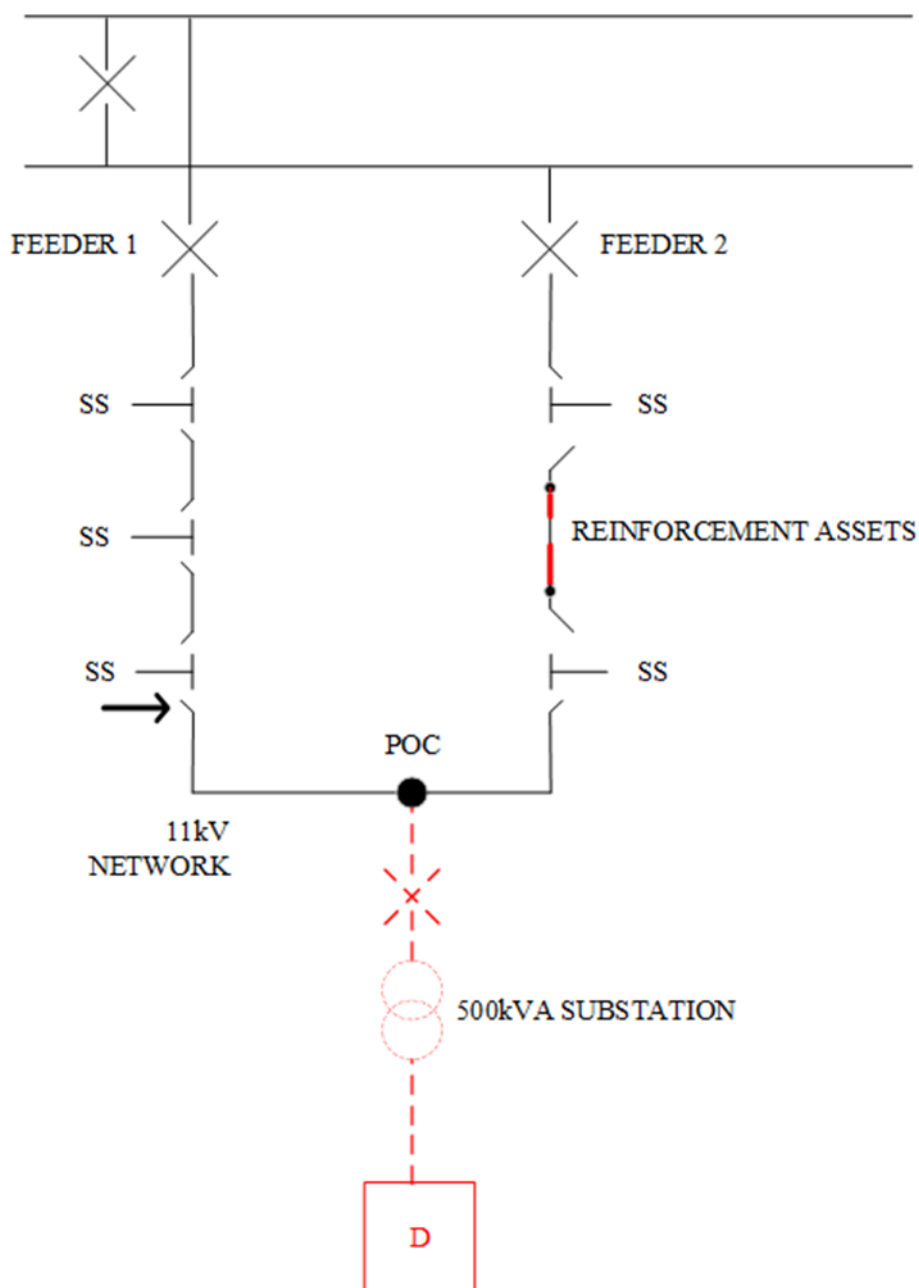 FEEDER 1
FEEDER 2
SS
SS
SS
REINFORCEMENT ASSETS
SS
SS
POC
11kV
NETWORK
500kVA SUBSTATION
D